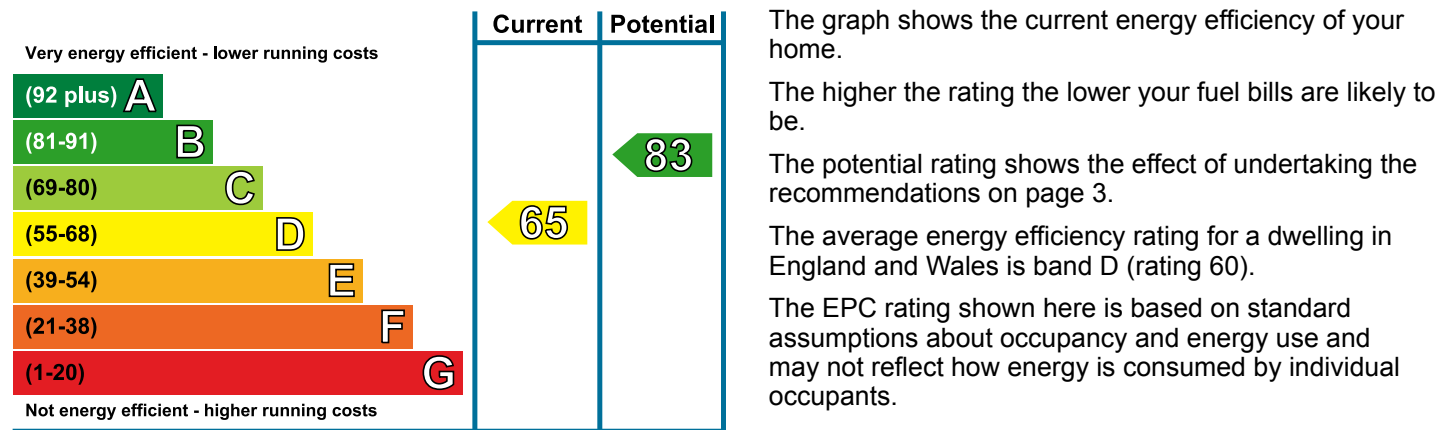 Current Potential
Very energy efficient - lower running costs
(92 plus) A
(81-91) B
83
(69-80) C
(55-68) D
65
(39-54) E
(21-38) F
(1-20) G
Not energy efficient - higher running costs
The graph shows the current energy efficiency of your
home.
The higher the rating the lower your fuel bills are likely to
be.
The potential rating shows the effect of undertaking the
recommendations on page 3.
The average energy efficiency rating for a dwelling in
England and Wales is band D (rating 60).
The EPC rating shown here is based on standard
assumptions about occupancy and energy use and
may not reflect how energy is consumed by individual
occupants.